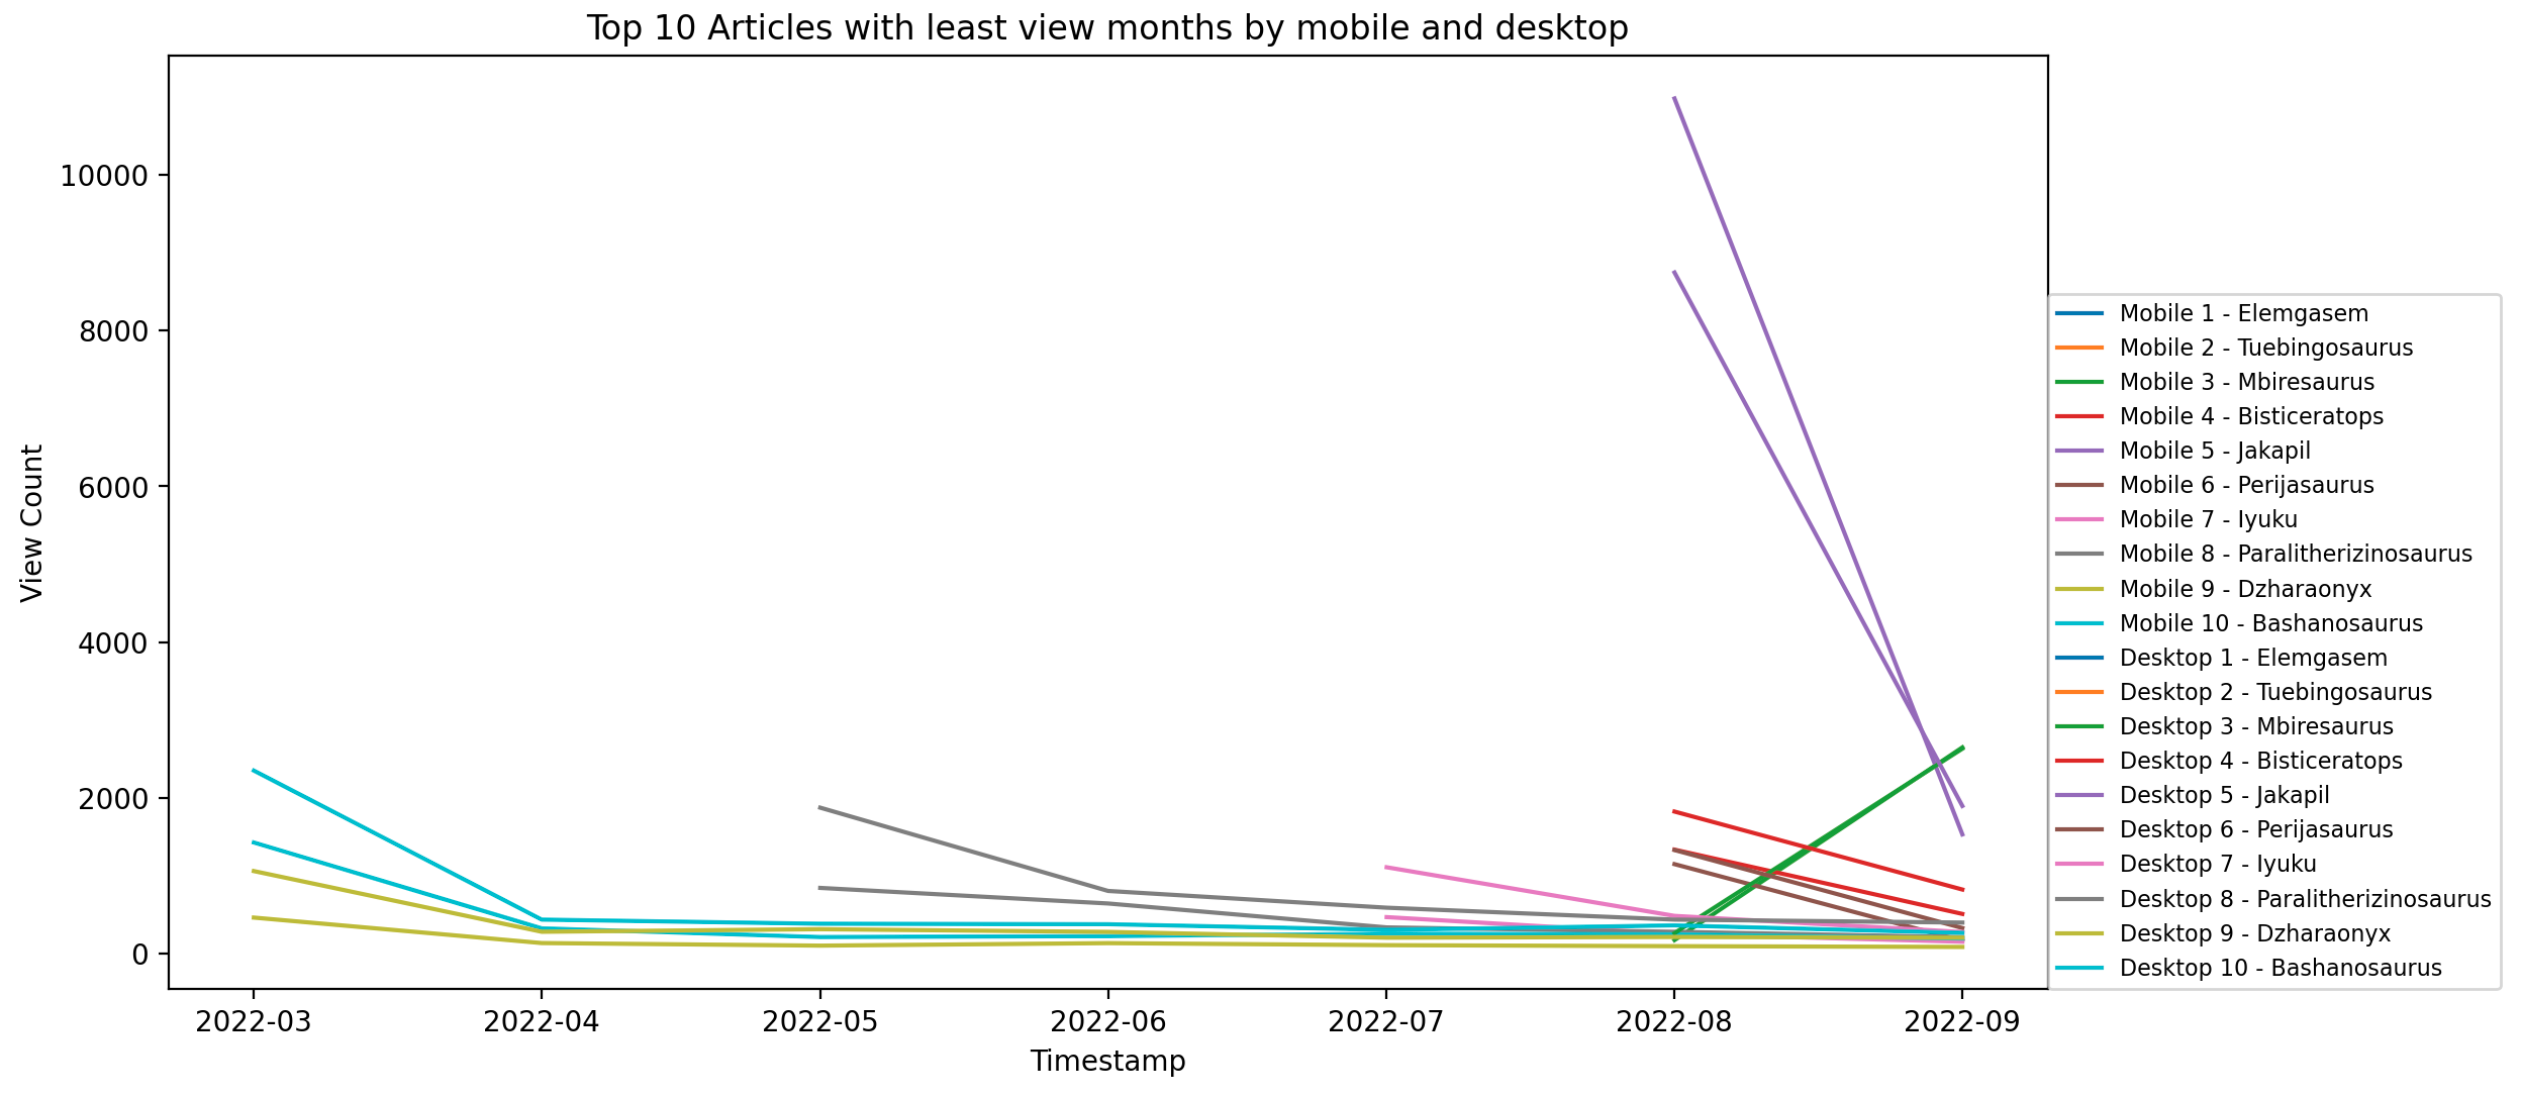 Top 10 Articles with least view months by mobile and desktop
View Count
10000
8000
6000
4000
2000
0
2022-03
2022-04
2022-05
2022-06
2022-07
2022-08
2022-09
Timestamp
Mobile 1 - Elemgasem
Mobile 2 - Tuebingosaurus
Mobile 3 - Mbiresaurus
Mobile 4 - Bisticeratops
Mobile 5 - Jakapil
Mobile 6 - Perijasaurus
Mobile 7 - Iyuku
Mobile 8 - Paralitherizinosaurus
Mobile 9 - Dzharaonyx
Mobile 10 - Bashanosaurus
Desktop 1 - Elemgasem
Desktop 2 - Tuebingosaurus
Desktop 3 - Mbiresaurus
Desktop 4 - Bisticeratops
Desktop 5 - Jakapil
Desktop 6 - Perijasaurus
Desktop 7 - Iyuku
Desktop 8 - Paralitherizinosaurus
Desktop 9 - Dzharaonyx
Desktop 10 - Bashanosaurus